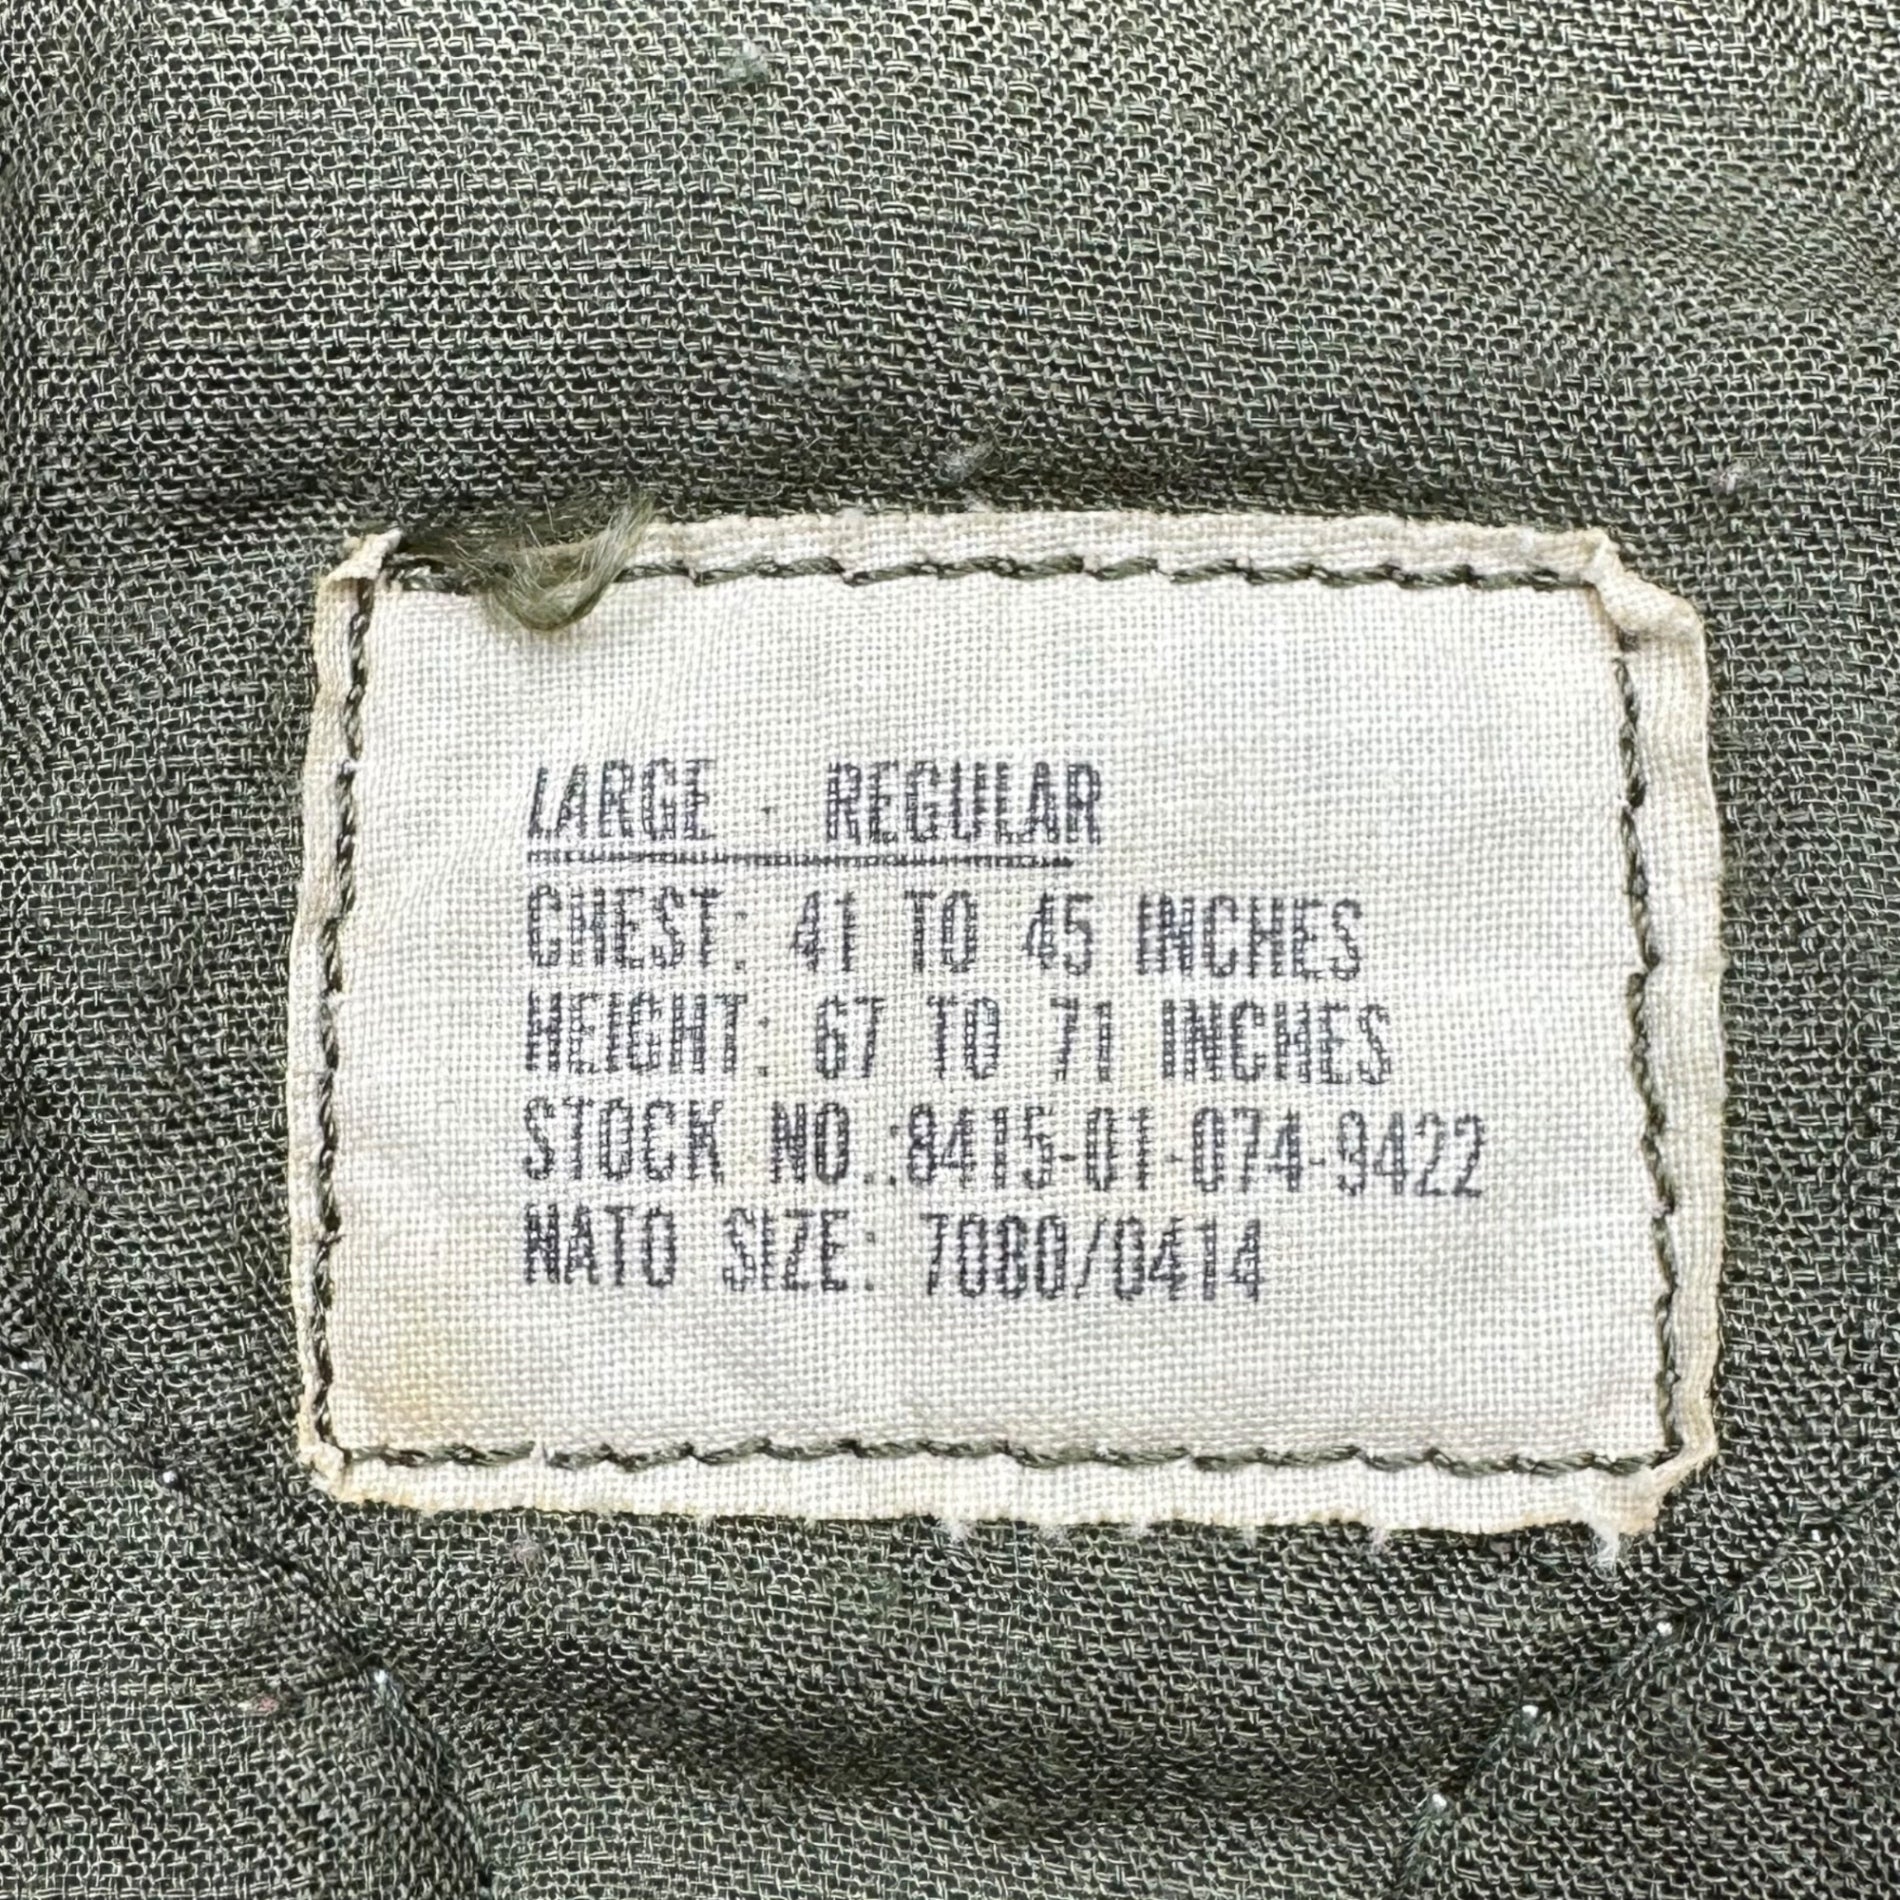 LARGE - REGULAR
CHEST: 41 TO 45 INCHES
HEIGHT: 67 TO 71 INCHES
STOCK NO.:8415-01-074-9422
NATO SIZE: 7080/0414